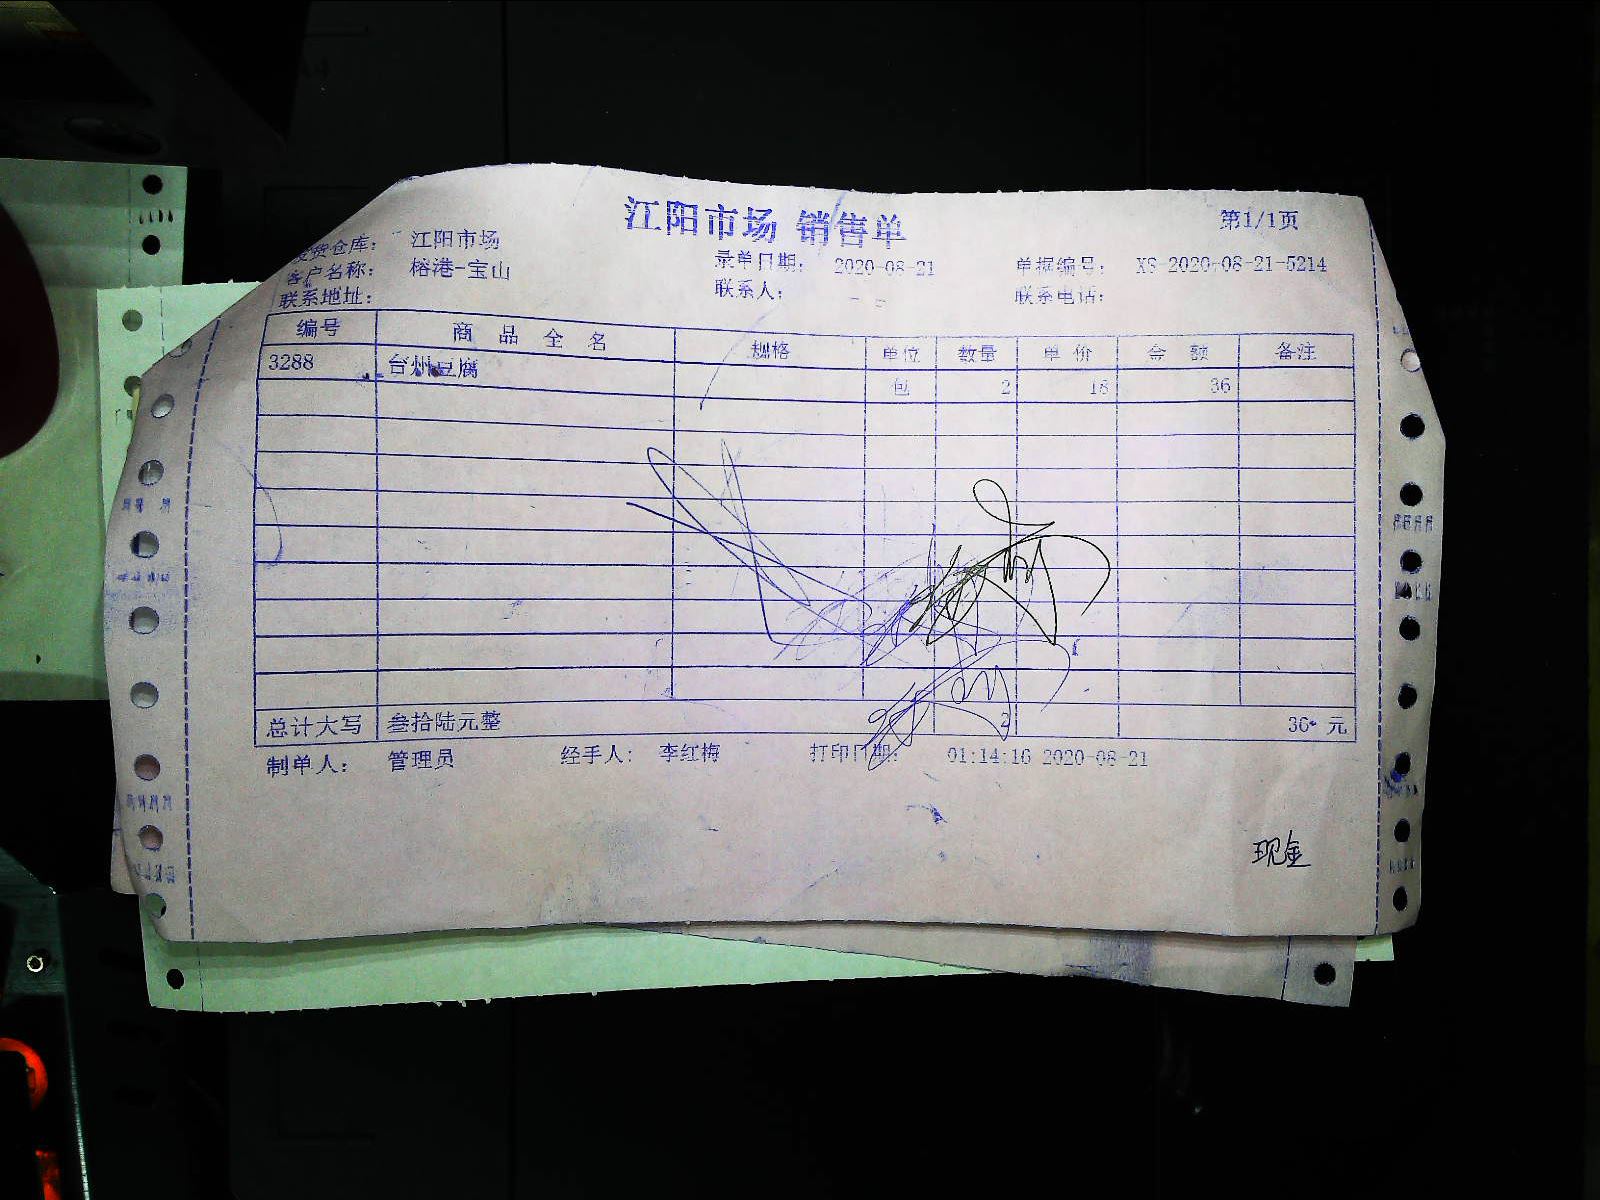 江阳市场 销售单 第1/1页
发货仓库: 江阳市场 录单日期: 2020-08-21 单据编号: XS-2020-08-21-5214
客户名称: 榕港-宝山 联系人: 联系电话:
联系地址:
编号 商品全名 规格 单位 数量 单价 金额 备注
3288 台州豆腐 包 2 18 36
总计大写 叁拾陆元整 2 36 元
制单人: 管理员 经手人: 李红梅 打印日期: 01:14:16 2020-08-21
现金